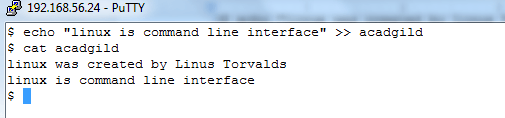 192.168.56.24 - PuTTY
$ echo "linux is command line interface" >> acadgild
$ cat acadgild
linux was created by Linus Torvalds
linux is command line interface
$